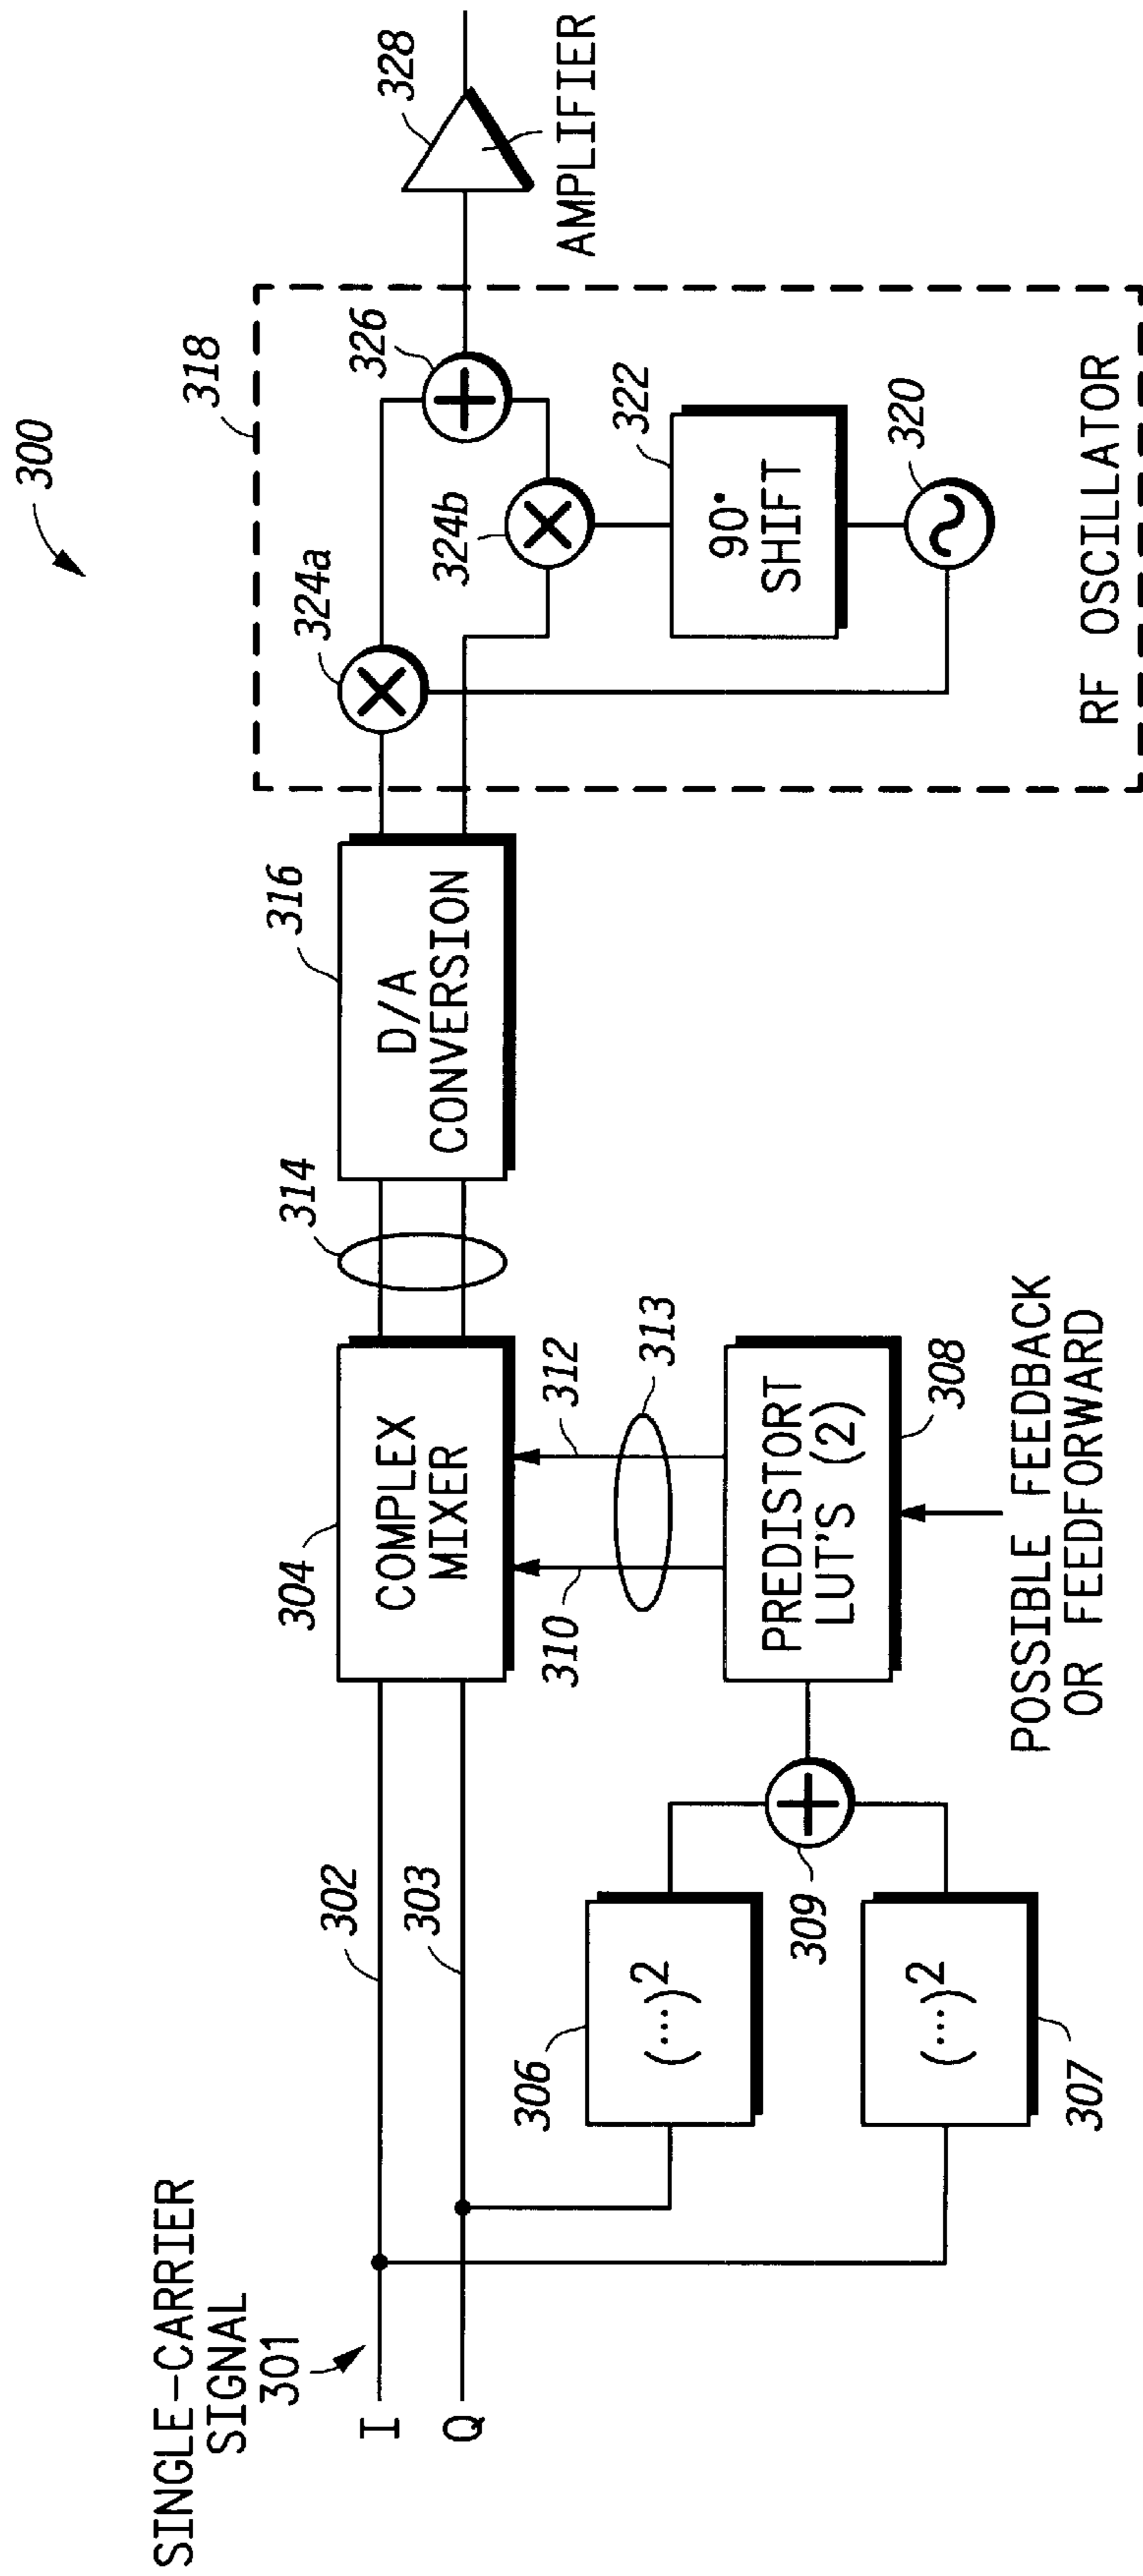 300
SINGLE-CARRIER
SIGNAL
301
I
Q
302
303
304
COMPLEX
MIXER
306
(...)2
307
(...)2
309
PREDISTORT
LUT'S (2)
308
310
312
313
POSSIBLE FEEDBACK
OR FEEDFORWARD
314
316
D/A
CONVERSION
318
324a
324b
326
322
90°
SHIFT
320
RF OSCILLATOR
328
AMPLIFIER